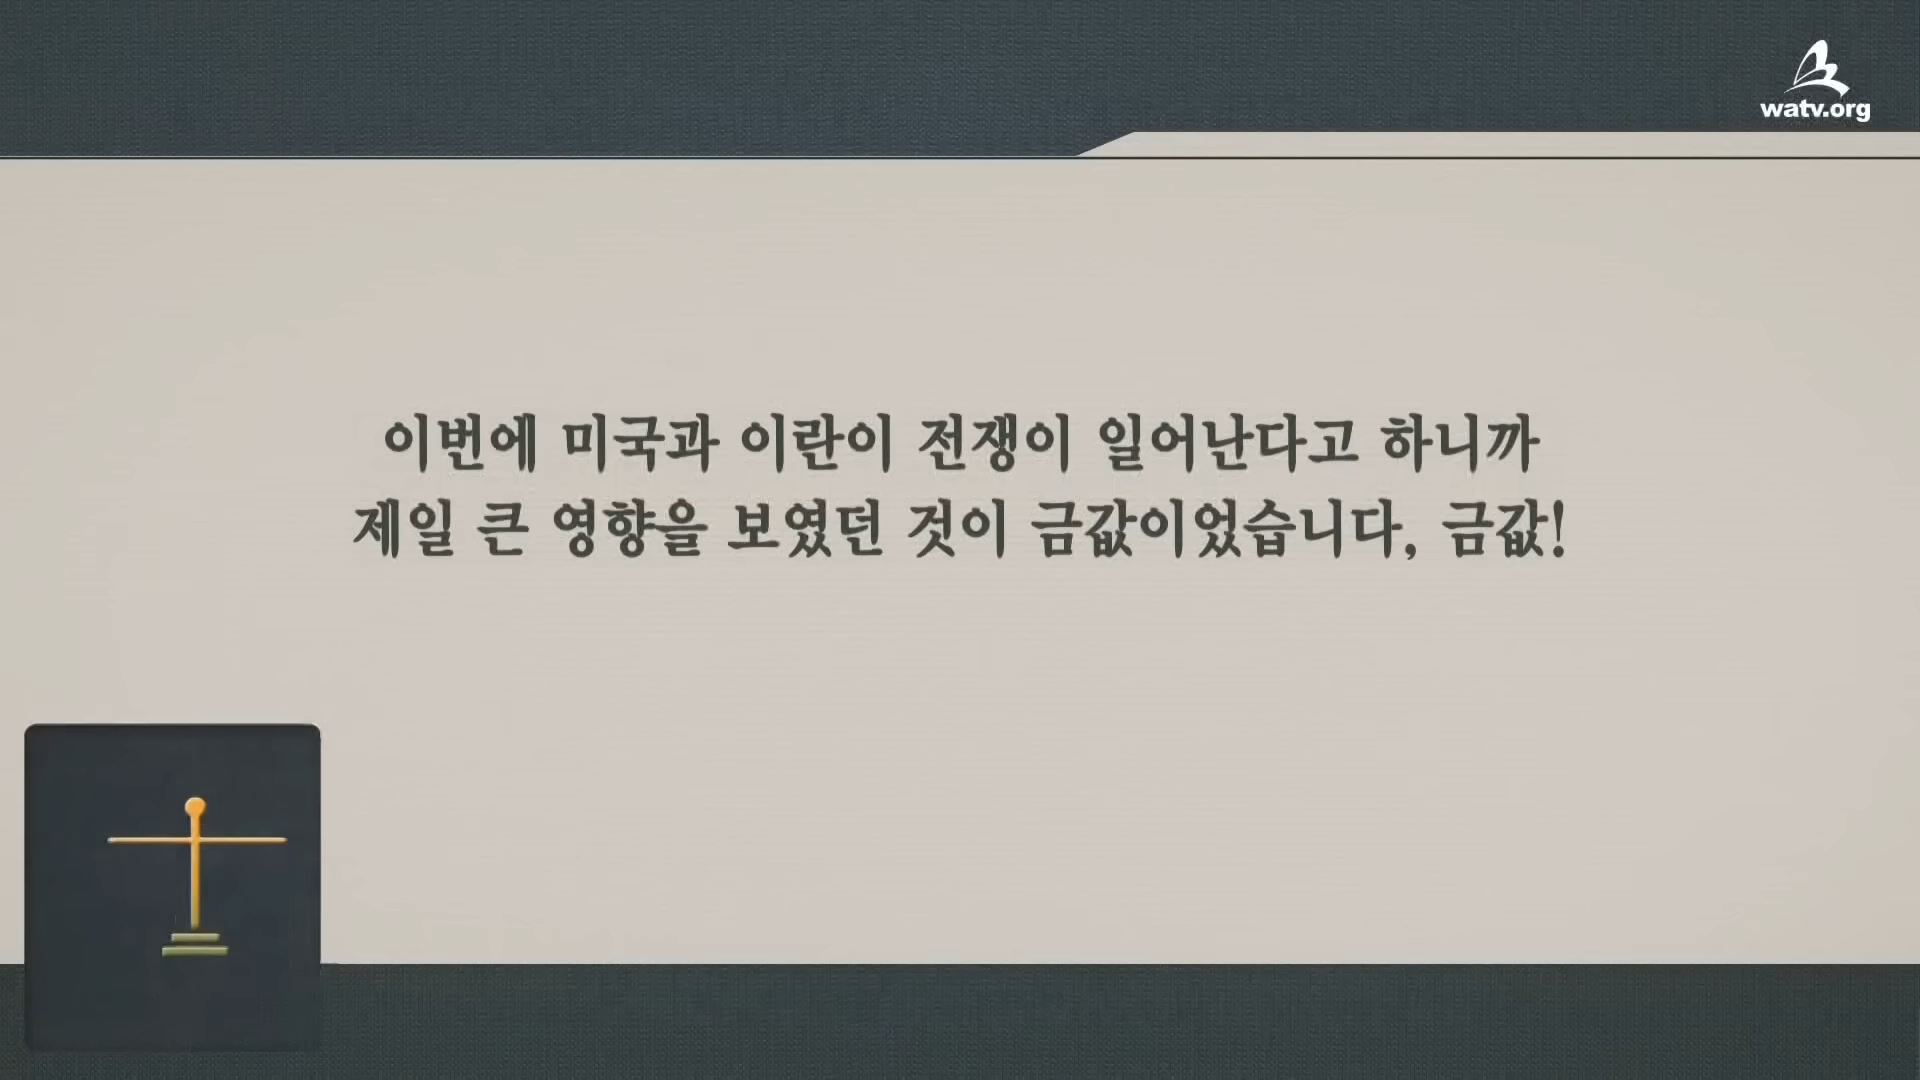 watv.org
이번에 미국과 이란이 전쟁이 일어난다고 하니까
제일 큰 영향을 보였던 것이 금값이었습니다, 금값!